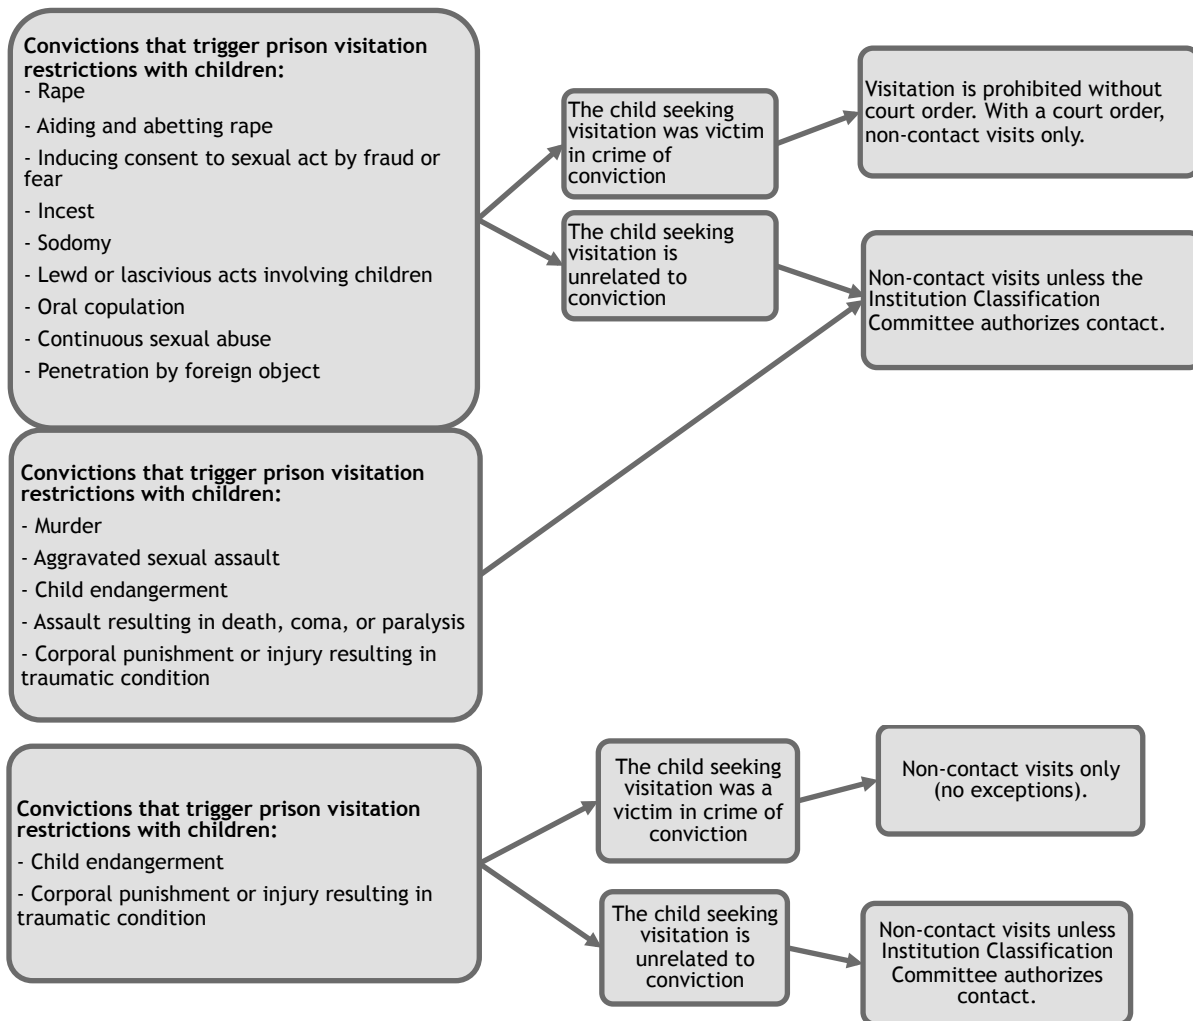 Convictions that trigger prison visitation
restrictions with children:
- Rape
- Aiding and abetting rape
- Inducing consent to sexual act by fraud or
fear
- Incest
- Sodomy
- Lewd or lascivious acts involving children
- Oral copulation
- Continuous sexual abuse
- Penetration by foreign object
The child seeking
visitation was victim
in crime of
conviction
Visitation is prohibited without
court order. With a court order,
non-contact visits only.
The child seeking
visitation is
unrelated to
conviction
Non-contact visits unless the
Institution Classification
Committee authorizes contact.
Convictions that trigger prison visitation
restrictions with children:
- Murder
- Aggravated sexual assault
- Child endangerment
- Assault resulting in death, coma, or paralysis
- Corporal punishment or injury resulting in
traumatic condition
Convictions that trigger prison visitation
restrictions with children:
- Child endangerment
- Corporal punishment or injury resulting in
traumatic condition
The child seeking
visitation was a
victim in crime of
conviction
Non-contact visits only
(no exceptions).
The child seeking
visitation is
unrelated to
conviction
Non-contact visits unless
Institution Classification
Committee authorizes
contact.